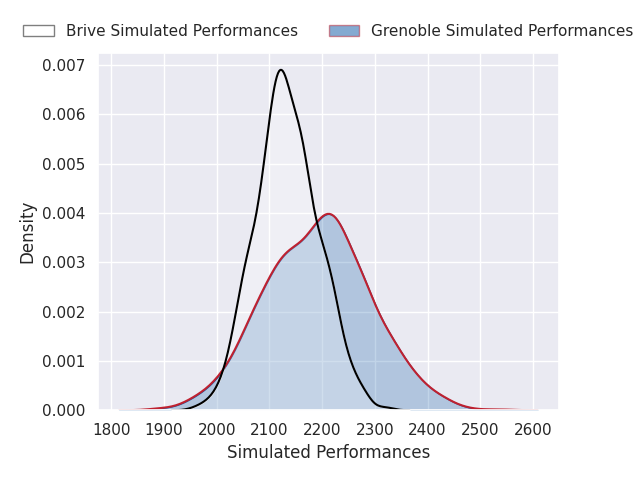 Brive Simulated Performances
Grenoble Simulated Performances
0.007
0.006
0.005
0.004
0.003
0.002
0.001
0.000
Density
1800 1900 2000 2100 2200 2300 2400 2500 2600
Simulated Performances